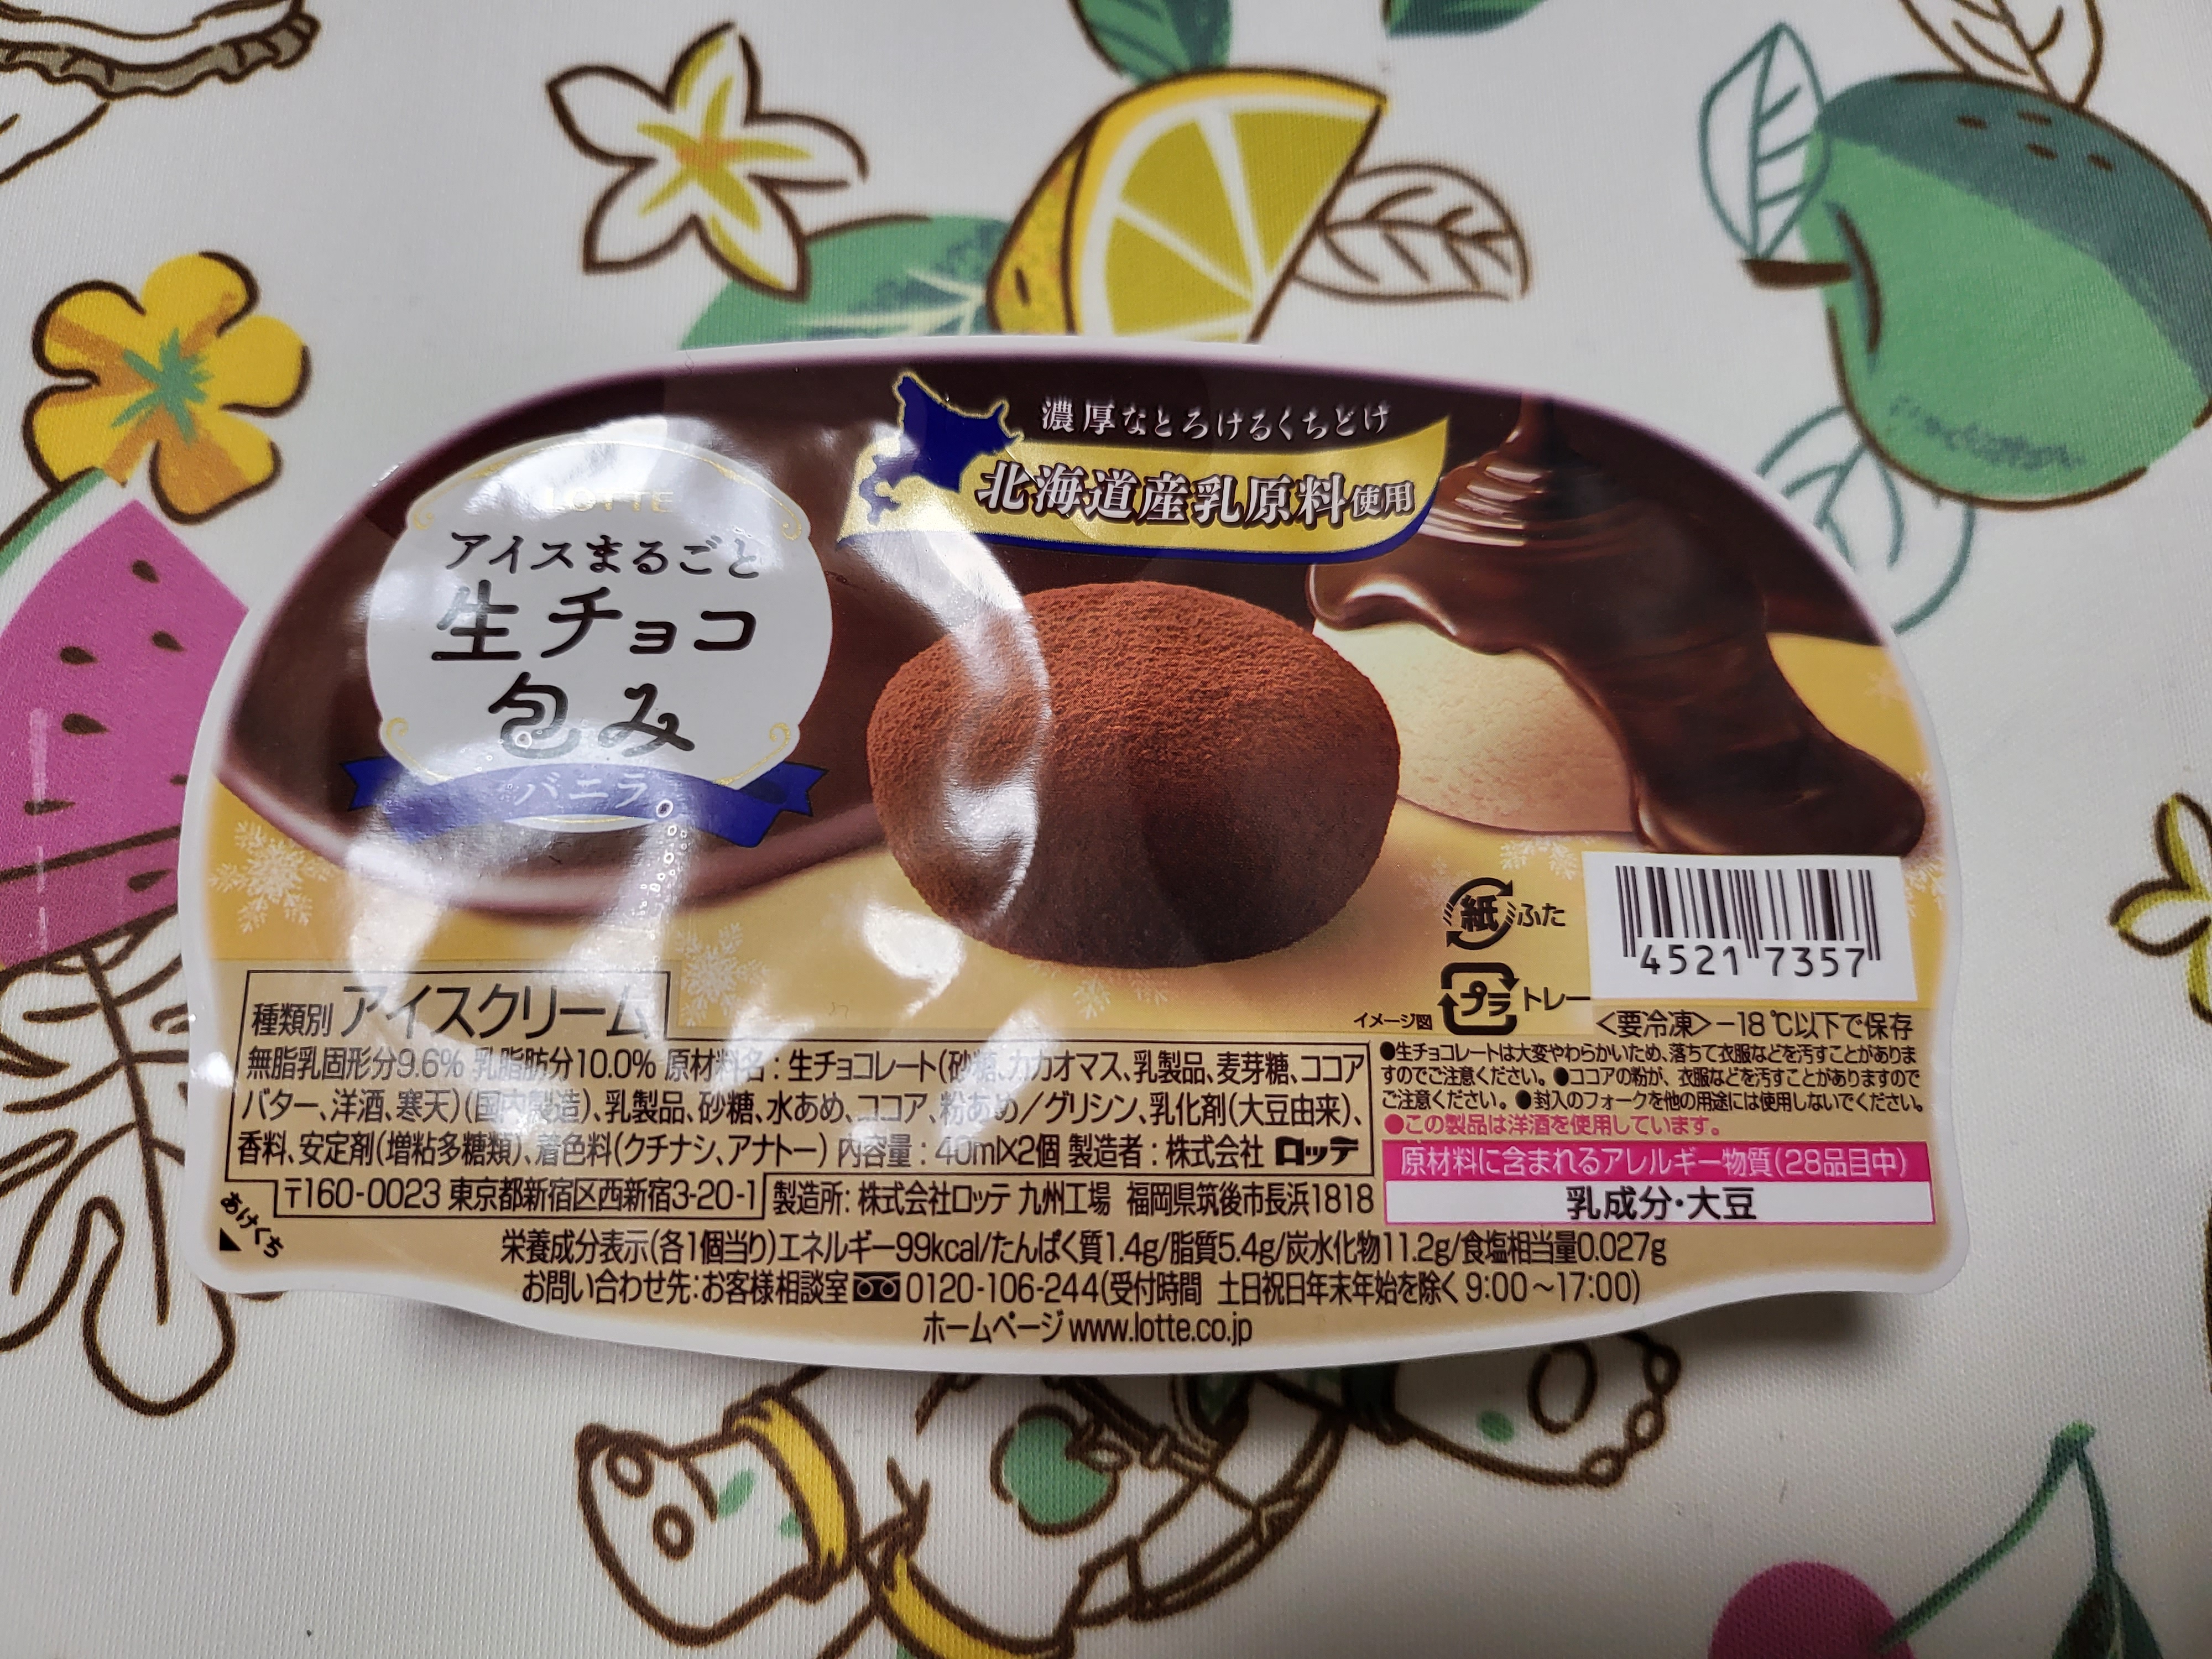 LOTTE
アイスまるごと
生チョコ
包み
バニラ
濃厚なとろけるくちどけ
北海道産乳原料使用
紙 ふた
プラ トレー
イメージ図
4521 7357
<要冷凍>−18℃以下で保存
種類別 アイスクリーム
無脂乳固形分9.6% 乳脂肪分10.0% 原材料名：生チョコレート(砂糖、カカオマス、乳製品、麦芽糖、ココア
バター、洋酒、寒天)(国内製造)、乳製品、砂糖、水あめ、ココア、粉あめ／グリシン、乳化剤(大豆由来)、
香料、安定剤(増粘多糖類)、着色料(クチナシ、アナトー) 内容量：40ml×2個 製造者：株式会社 ロッテ
〒160-0023 東京都新宿区西新宿3-20-1 製造所：株式会社ロッテ 九州工場 福岡県筑後市長浜1818
●生チョコレートは大変やわらかいため、落ちて衣服などを汚すことがありま
すのでご注意ください。●ココアの粉が、衣服などを汚すことがありますので
ご注意ください。●封入のフォークを他の用途には使用しないでください。
●この製品は洋酒を使用しています。
原材料に含まれるアレルギー物質(28品目中)
乳成分・大豆
あけくち
栄養成分表示(各1個当り)エネルギー99kcal/たんぱく質1.4g/脂質5.4g/炭水化物11.2g/食塩相当量0.027g
お問い合わせ先：お客様相談室 0120-106-244(受付時間 土日祝日年末年始を除く 9:00～17:00)
ホームページ www.lotte.co.jp